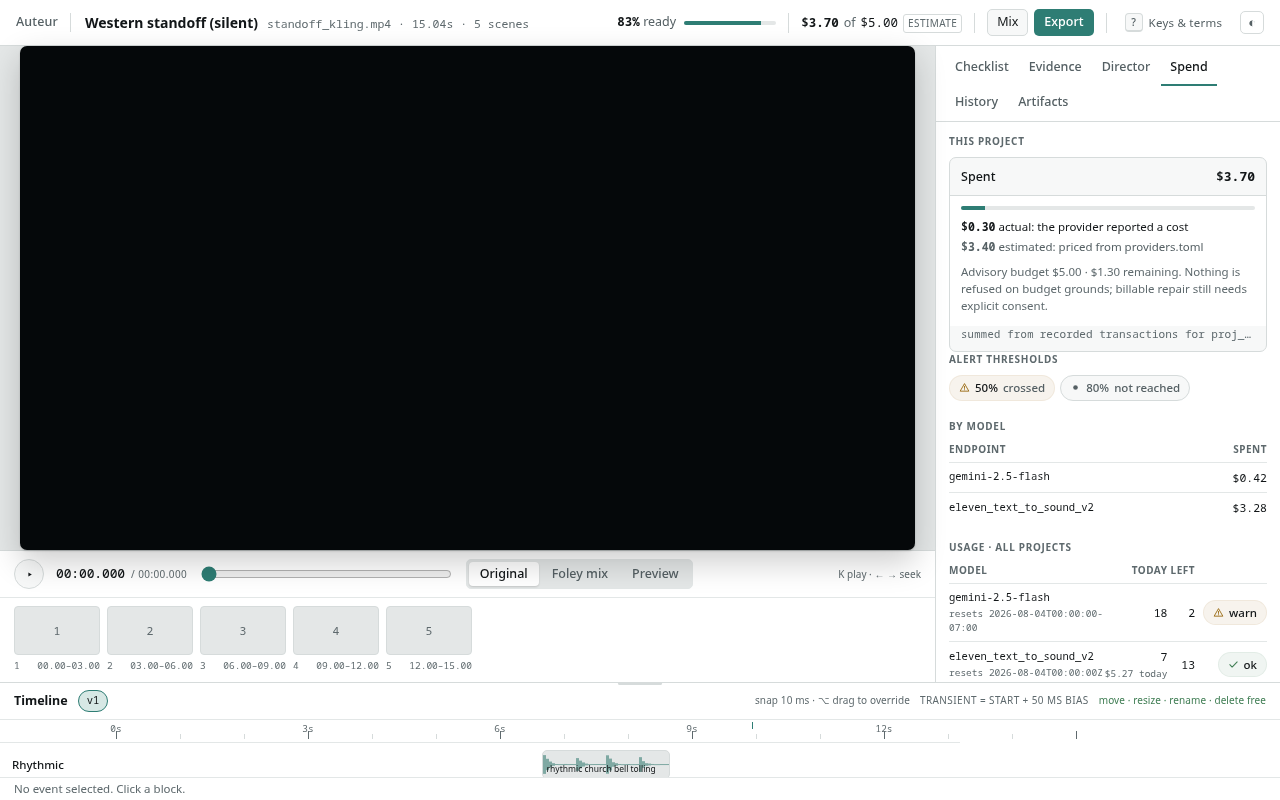 Auteur
Western standoff (silent) standoff_kling.mp4 · 15.04s · 5 scenes
83% ready
$3.70 of $5.00 ESTIMATE
Mix
Export
? Keys & terms
Checklist Evidence Director Spend
History Artifacts
THIS PROJECT
Spent $3.70
$0.30 actual: the provider reported a cost
$3.40 estimated: priced from providers.toml
Advisory budget $5.00 · $1.30 remaining. Nothing is
refused on budget grounds; billable repair still needs
explicit consent.
summed from recorded transactions for proj_…
ALERT THRESHOLDS
50% crossed 80% not reached
BY MODEL
ENDPOINT SPENT
gemini-2.5-flash $0.42
eleven_text_to_sound_v2 $3.28
USAGE · ALL PROJECTS
MODEL TODAY LEFT
gemini-2.5-flash
resets 2026-08-04T00:00:00-
07:00
18 2 warn
eleven_text_to_sound_v2 7
resets 2026-08-04T00:00:00Z $5.27 today
13 ok
00:00.000 / 00:00.000
Original Foley mix Preview
K play · ← → seek
1 2 3 4 5
1 00.00–03.00 2 03.00–06.00 3 06.00–09.00 4 09.00–12.00 5 12.00–15.00
Timeline v1
snap 10 ms · ⌥ drag to override TRANSIENT = START + 50 MS BIAS move · resize · rename · delete free
0s 3s 6s 9s 12s
Rhythmic
rhythmic church bell tolling
No event selected. Click a block.